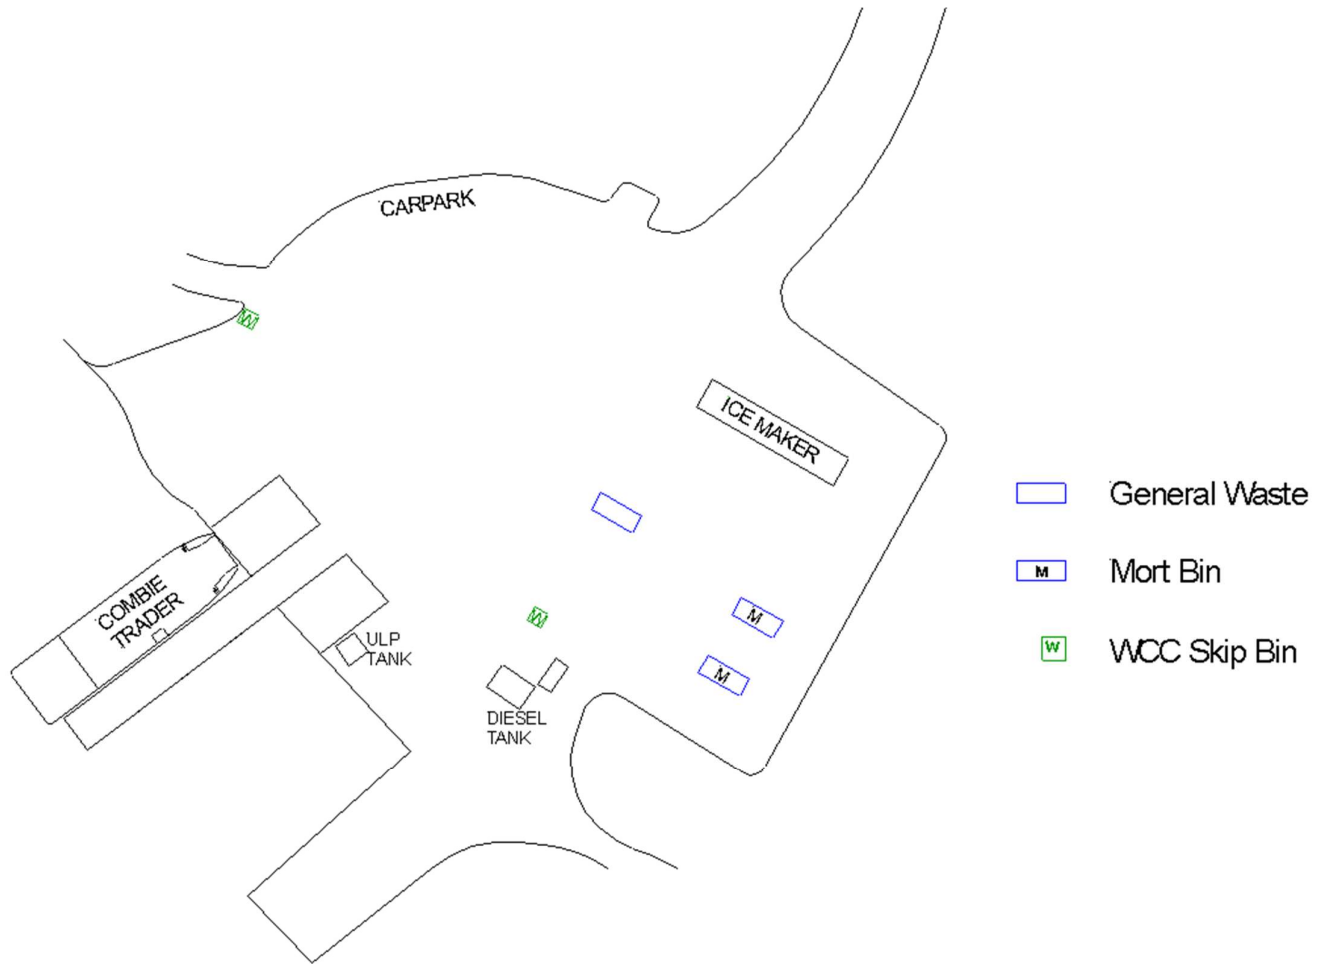 CARPARK
W
ICE MAKER
General Waste
M Mort Bin
COMBIE
TRADER
W
M
ULP
TANK
W WCC Skip Bin
M
DIESEL
TANK